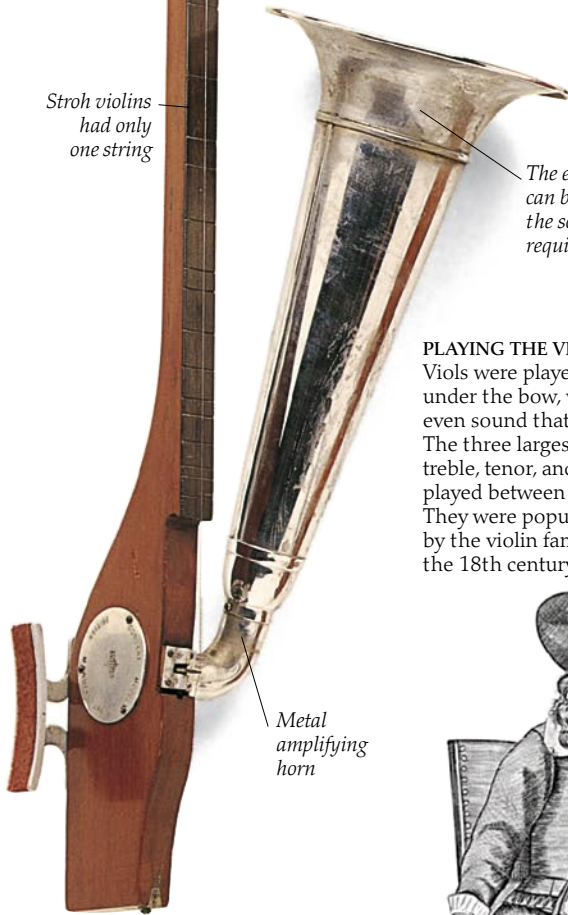 Stroh violins
had only
one string
The e
can b
the s
requi
PLAYING THE VI
Viols were playe
under the bow,
even sound that
The three larges
treble, tenor, and
played between
They were popu
by the violin fam
the 18th century
Metal
amplifying
horn